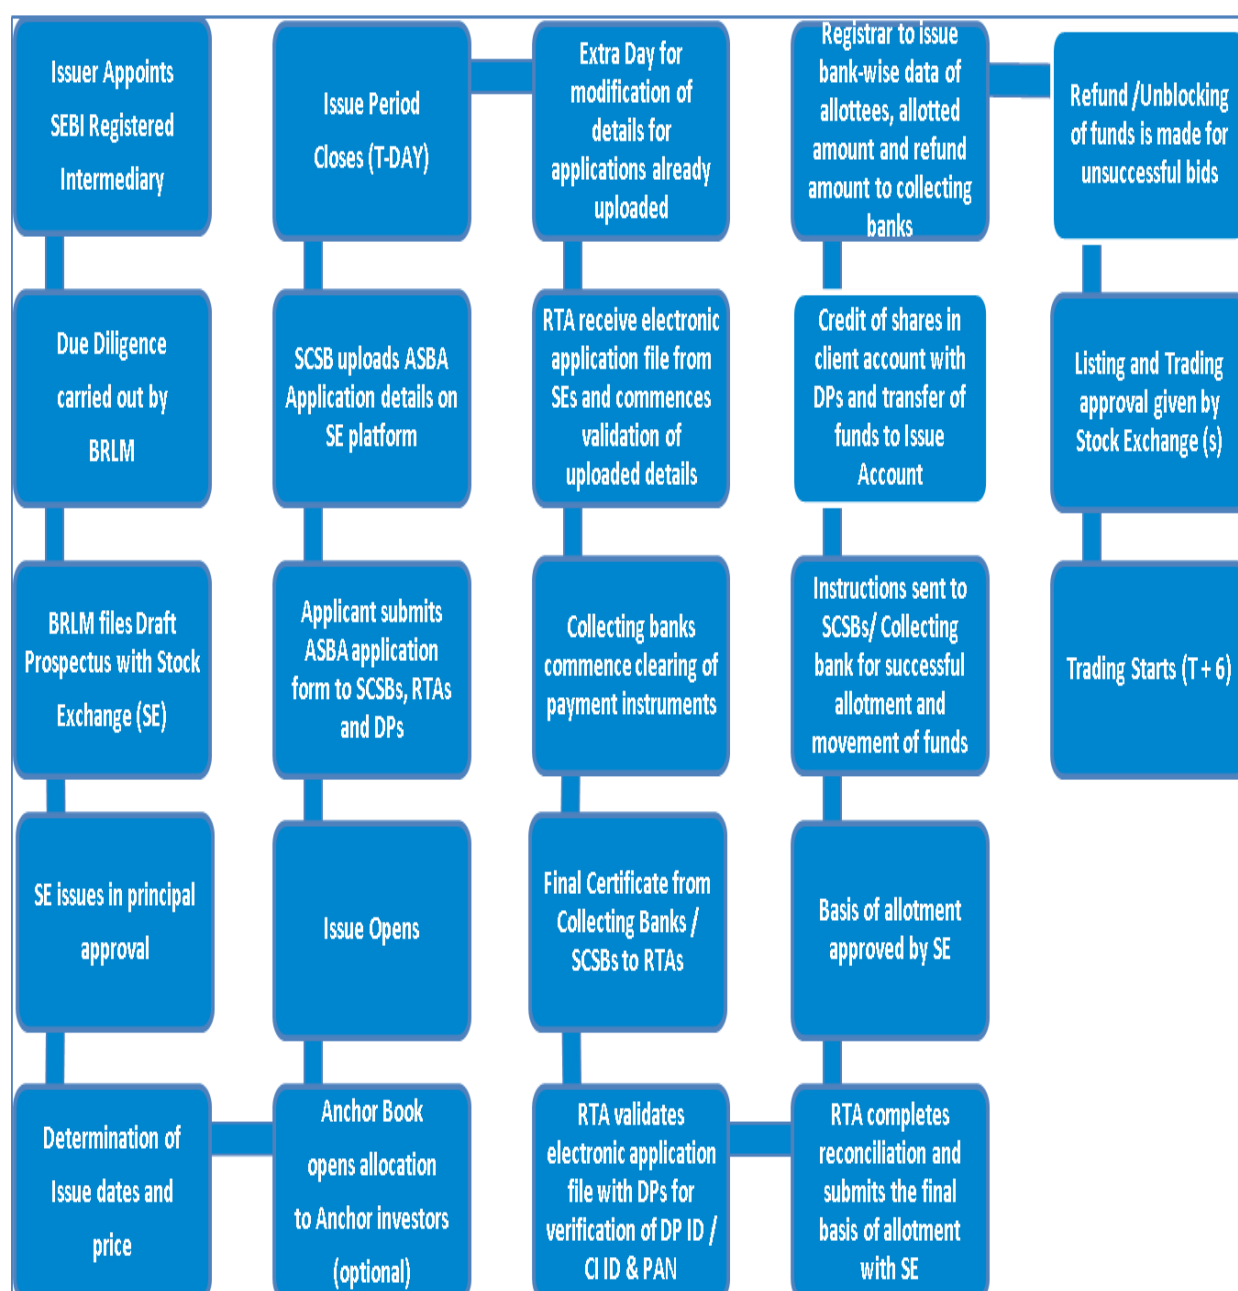 Issuer Appoints
SEBI Registered
Intermediary
Due Diligence
carried out by
BRLM
BRLM files Draft
Prospectus with Stock
Exchange (SE)
SE issues in principal
approval
Determination of
Issue dates and
price
Anchor Book
opens allocation
to Anchor investors
(optional)
Issue Opens
Applicant submits
ASBA application
form to SCSBs, RTAs
and DPs
SCSB uploads ASBA
Application details on
SE platform
Issue Period
Closes (T-DAY)
Extra Day for
modification of
details for
applications already
uploaded
RTA receive electronic
application file from
SEs and commences
validation of
uploaded details
Collecting banks
commence clearing of
payment instruments
Final Certificate from
Collecting Banks /
SCSBs to RTAs
RTA validates
electronic application
file with DPs for
verification of DP ID /
CI ID & PAN
RTA completes
reconciliation and
submits the final
basis of allotment
with SE
Basis of allotment
approved by SE
Instructions sent to
SCSBs/ Collecting
bank for successful
allotment and
movement of funds
Credit of shares in
client account with
DPs and transfer of
funds to Issue
Account
Registrar to issue
bank-wise data of
allottees, allotted
amount and refund
amount to collecting
banks
Refund /Unblocking
of funds is made for
unsuccessful bids
Listing and Trading
approval given by
Stock Exchange (s)
Trading Starts (T + 6)